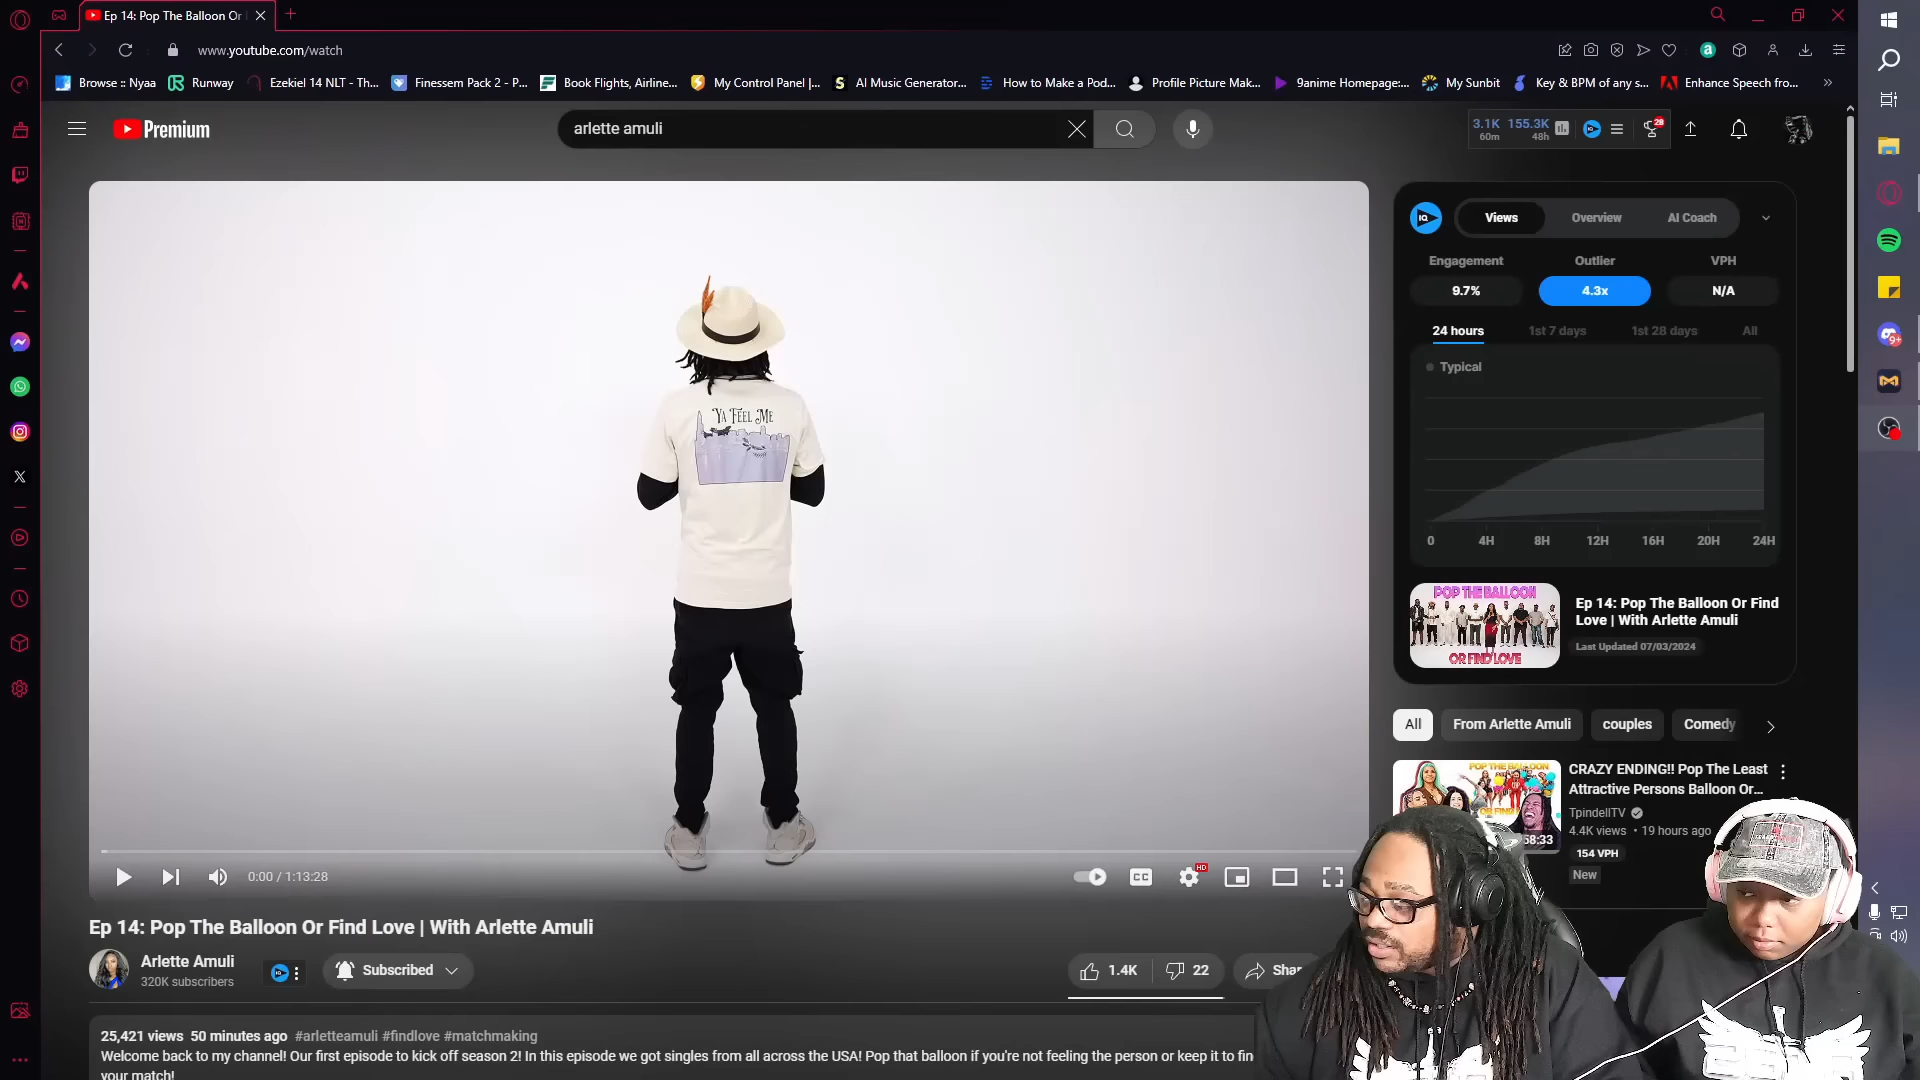 Ep 14: Pop The Balloon Or
www.youtube.com/watch
Browse :: Nyaa
Runway
Ezekiel 14 NLT - Th...
Finessem Pack 2 - P...
Book Flights, Airline...
My Control Panel |...
AI Music Generator...
How to Make a Pod...
Profile Picture Mak...
9anime Homepage:...
My Sunbit
Key & BPM of any s...
Enhance Speech fro...
Premium
arlette amuli
3.1K 155.3K
60m 48h
28
YA FEEL ME
IQ
Views Overview AI Coach
Engagement Outlier VPH
9.7% 4.3x N/A
24 hours 1st 7 days 1st 28 days All
Typical
0 4H 8H 12H 16H 20H 24H
POP THE BALLOON
OR FIND LOVE
Ep 14: Pop The Balloon Or Find
Love | With Arlette Amuli
Last Updated 07/03/2024
All From Arlette Amuli couples Comedy
POP THE BALLOON
OR FIND
58:33
CRAZY ENDING!! Pop The Least
Attractive Persons Balloon Or...
TpindellTV
4.4K views • 19 hours ago
154 VPH
New
0:00 / 1:13:28
CC
HD
9+
Ep 14: Pop The Balloon Or Find Love | With Arlette Amuli
Arlette Amuli
320K subscribers
Subscribed
1.4K
22
Shar
25,421 views 50 minutes ago #arletteamuli #findlove #matchmaking
Welcome back to my channel! Our first episode to kick off season 2! In this episode we got singles from all across the USA! Pop that balloon if you're not feeling the person or keep it to fin
your match!